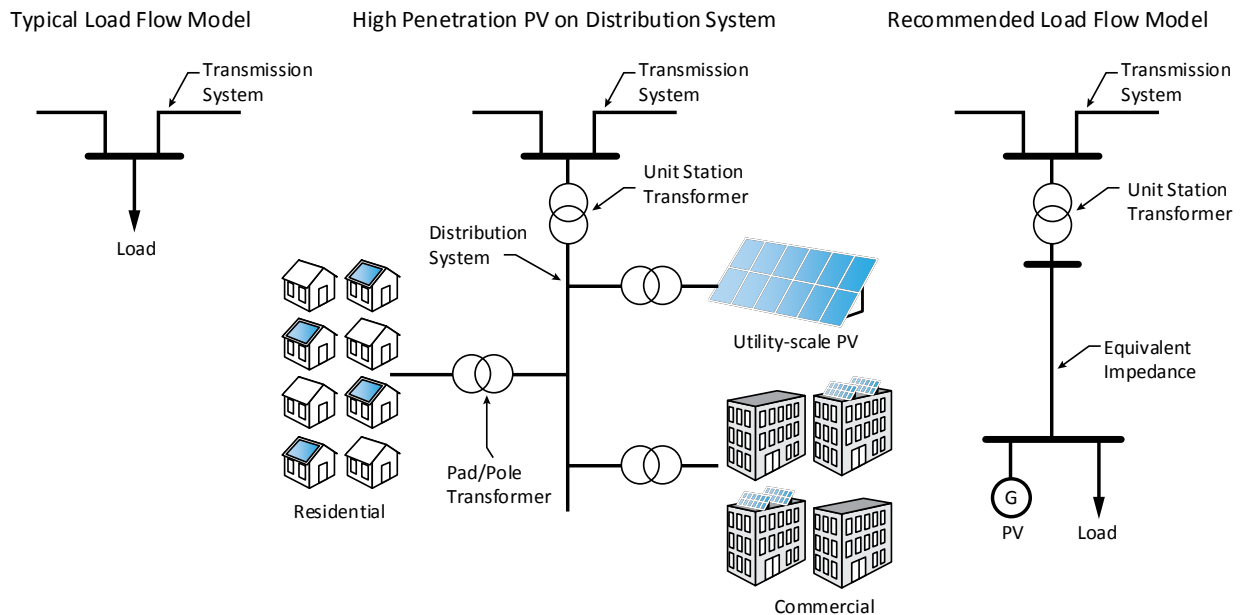 Typical Load Flow Model
Transmission
System
Load
High Penetration PV on Distribution System
Transmission
System
Unit Station
Transformer
Distribution
System
Utility-scale PV
Pad/Pole
Transformer
Residential
Commercial
Recommended Load Flow Model
Transmission
System
Unit Station
Transformer
Equivalent
Impedance
G
PV
Load